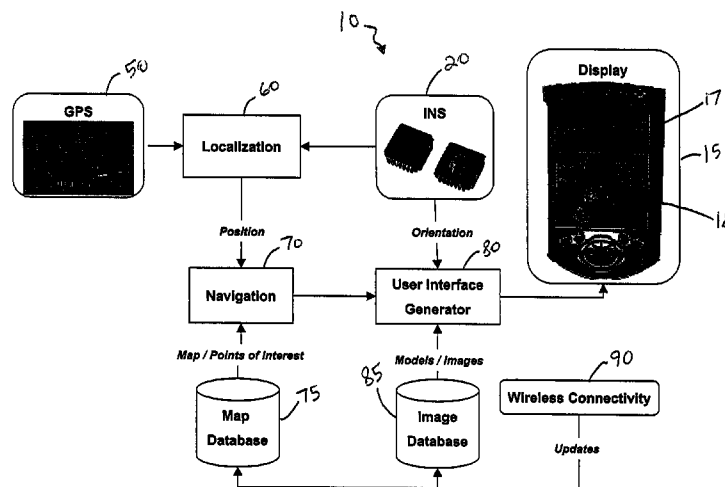 10
50
GPS
60
Localization
20
INS
Display
17
15
Position
Orientation
70
Navigation
80
User Interface
Generator
Map / Points of Interest
Models / Images
75
Map
Database
85
Image
Database
90
Wireless Connectivity
Updates